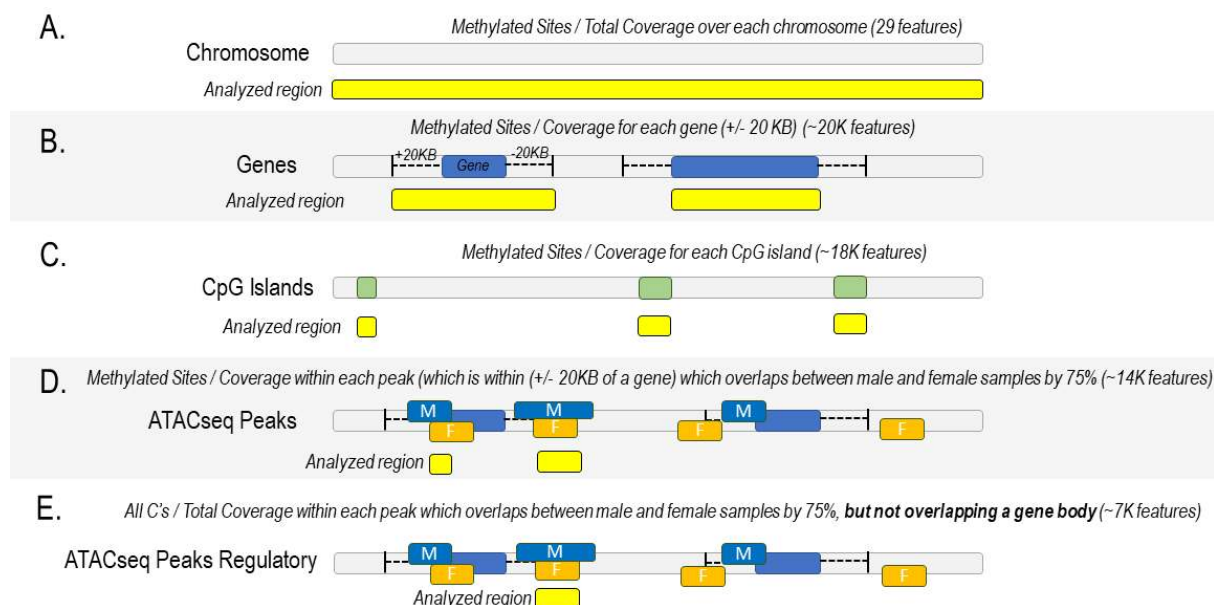 A.
Methylated Sites / Total Coverage over each chromosome (29 features)
Chromosome
Analyzed region
B.
Methylated Sites / Coverage for each gene (+/- 20 KB) (~20K features)
+20KB
-20KB
Genes
Gene
Analyzed region
C.
Methylated Sites / Coverage for each CpG island (~18K features)
CpG Islands
Analyzed region
D.
Methylated Sites / Coverage within each peak (which is within (+/- 20KB of a gene) which overlaps between male and female samples by 75% (~14K features)
M M M
ATACseq Peaks
F F F F
Analyzed region
E.
All C's / Total Coverage within each peak which overlaps between male and female samples by 75%, but not overlapping a gene body (~7K features)
M M M
ATACseq Peaks Regulatory
F F F F
Analyzed region